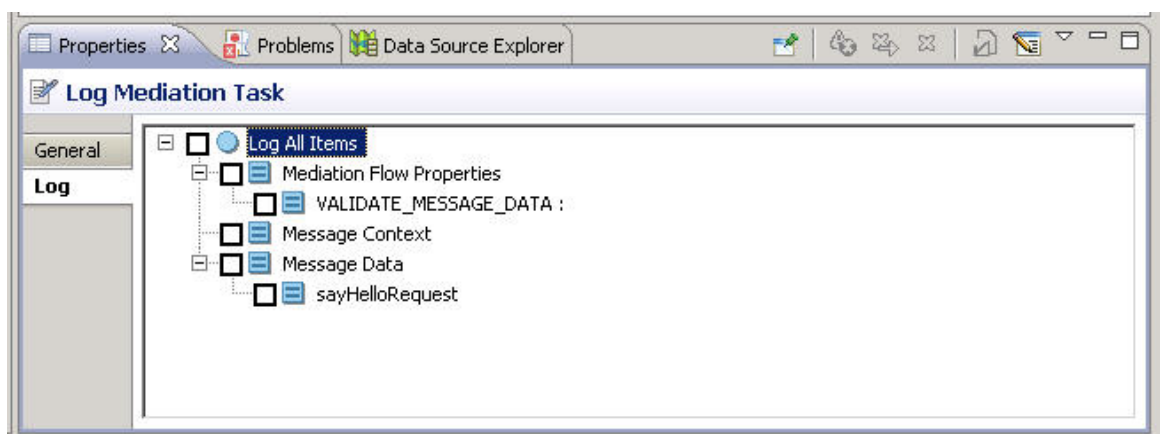 Properties Problems Data Source Explorer
Log Mediation Task
General
Log
Log All Items
Mediation Flow Properties
VALIDATE_MESSAGE_DATA :
Message Context
Message Data
sayHelloRequest